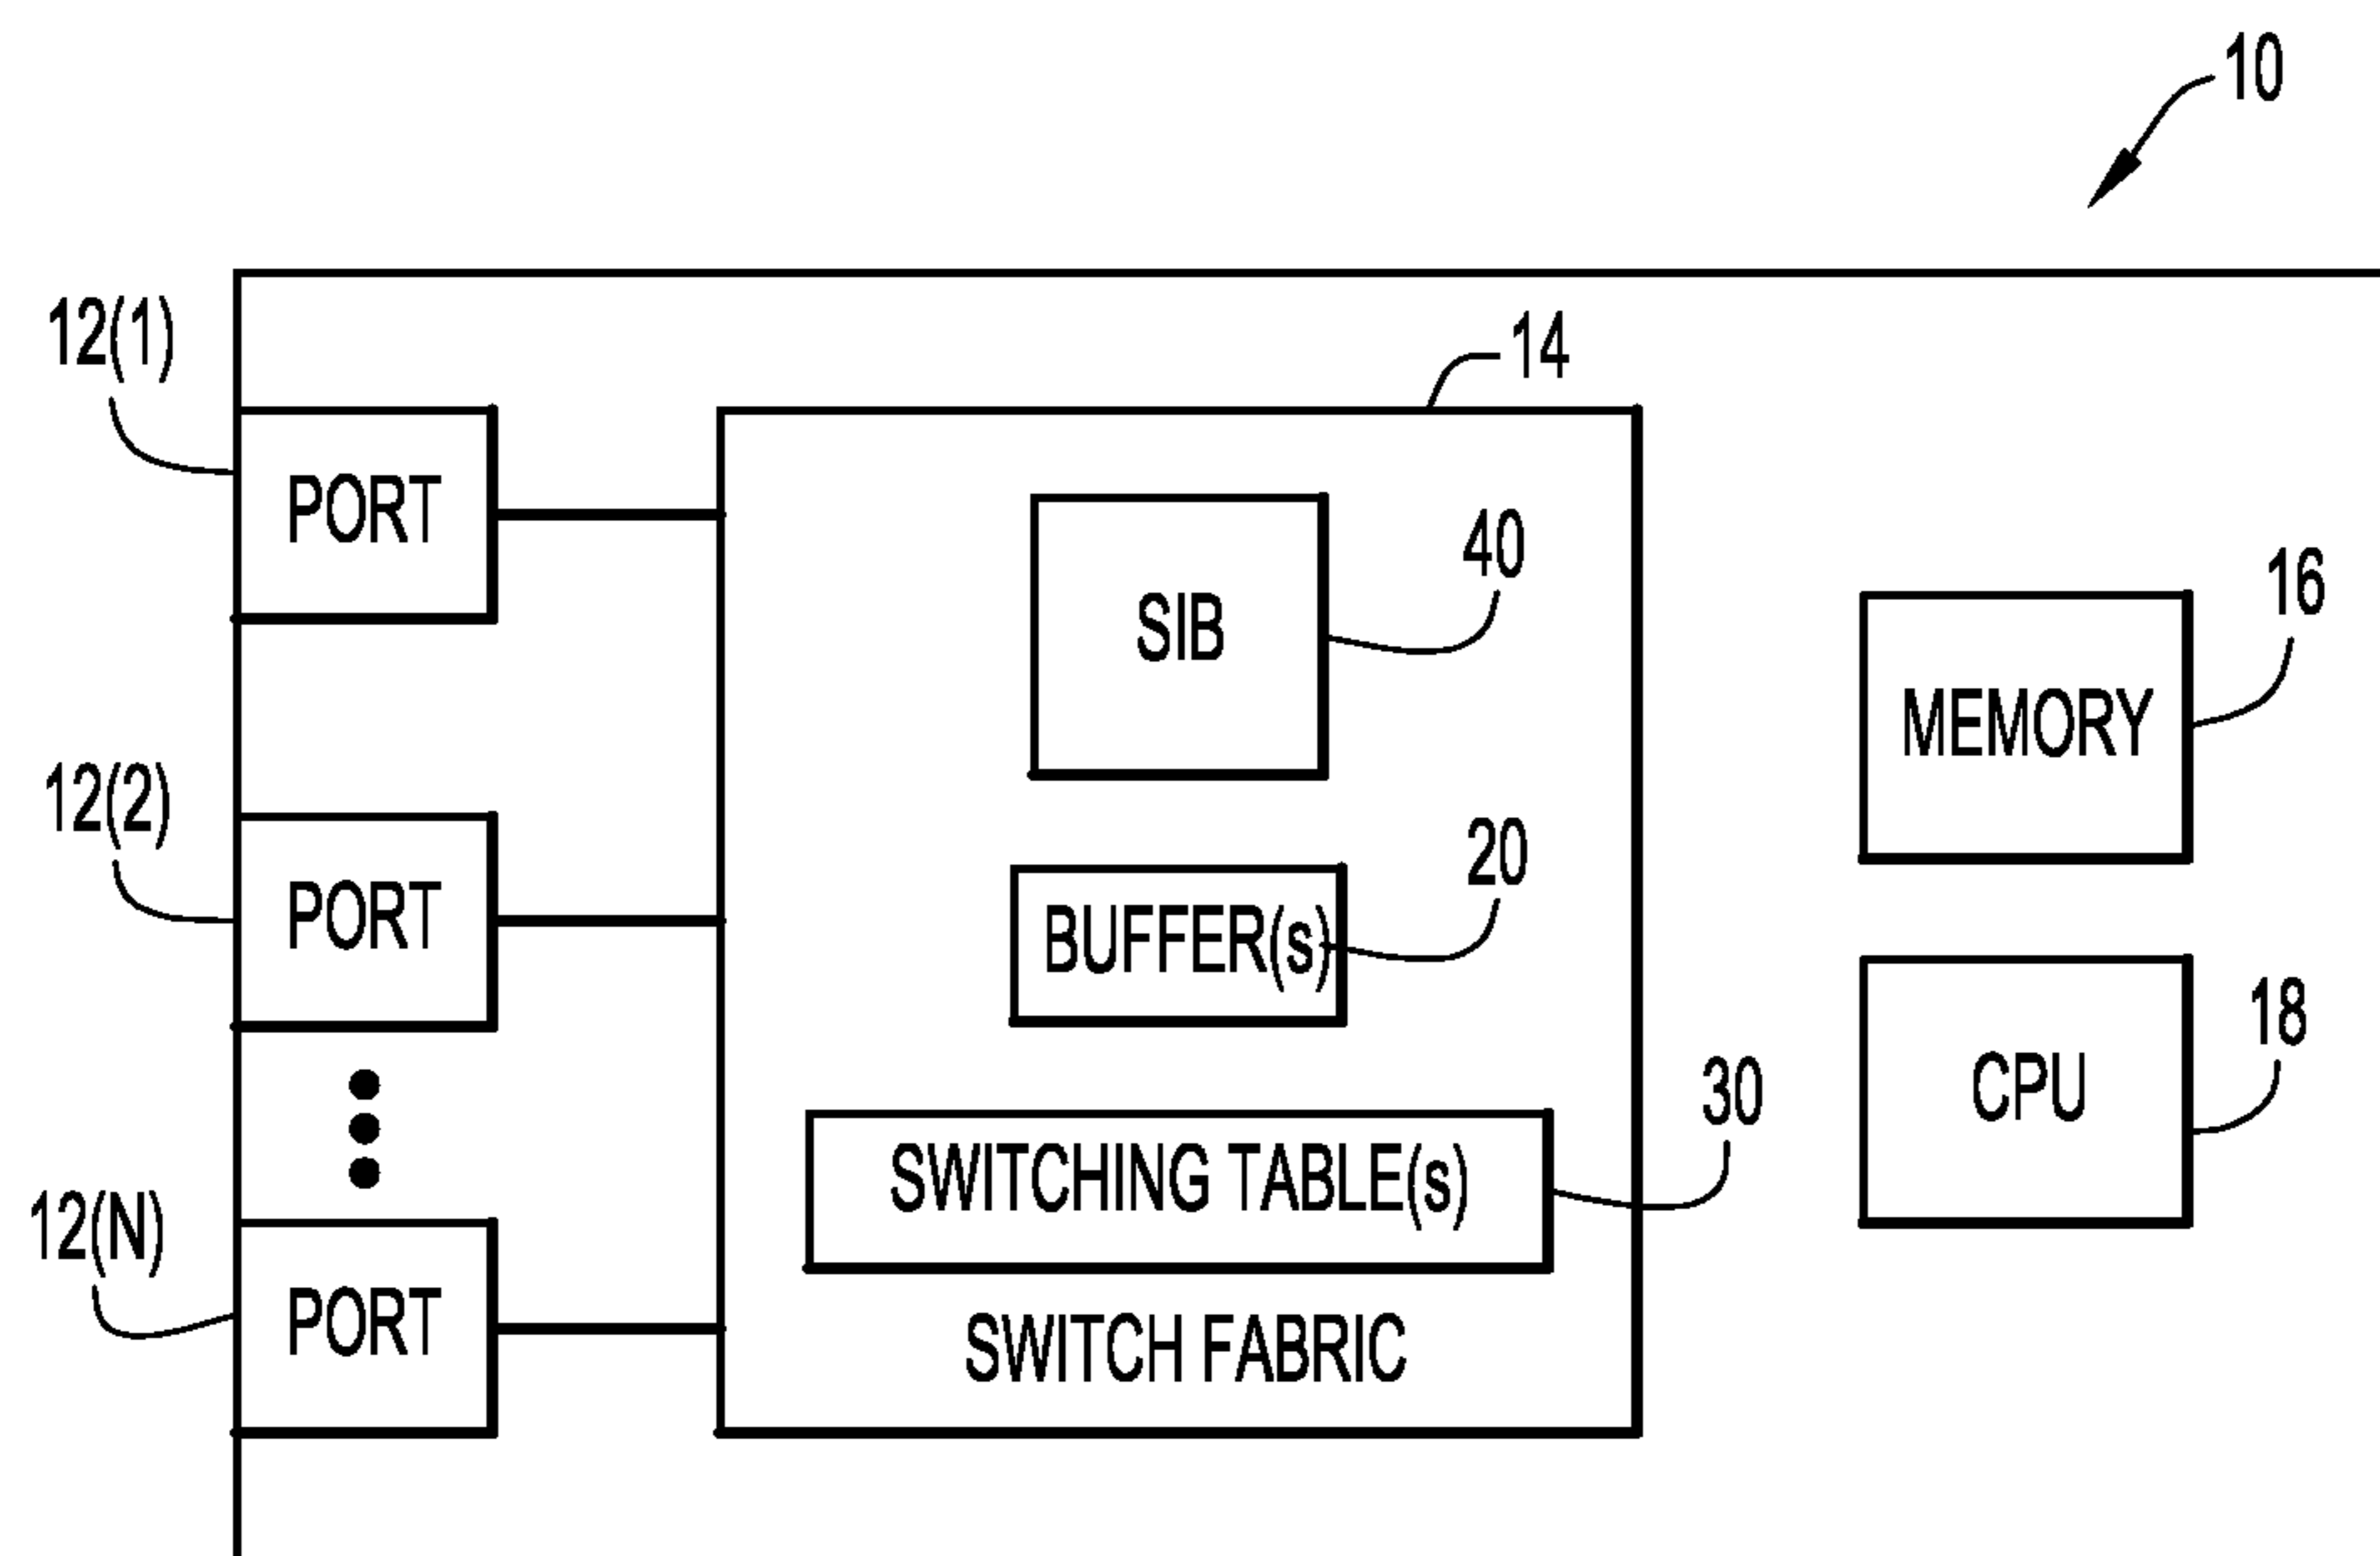 10
12(1)
14
PORT
40
SIB
16
MEMORY
12(2)
20
PORT
BUFFER(s)
18
CPU
30
SWITCHING TABLE(s)
12(N)
PORT
SWITCH FABRIC